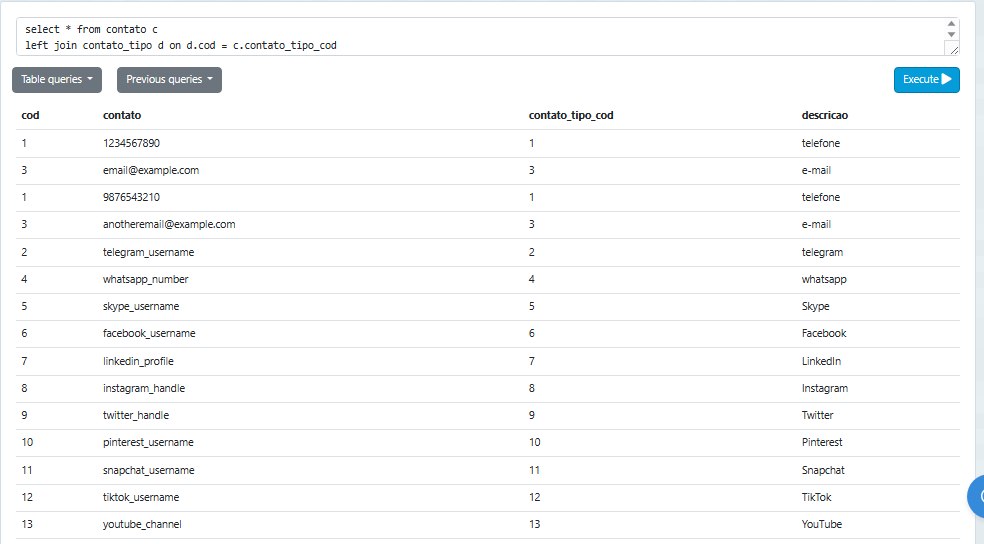 select * from contato c
left join contato_tipo d on d.cod = c.contato_tipo_cod
Table queries Previous queries Execute
cod contato contato_tipo_cod descricao
1 1234567890 1 telefone
3 email@example.com 3 e-mail
1 9876543210 1 telefone
3 anotheremail@example.com 3 e-mail
2 telegram_username 2 telegram
4 whatsapp_number 4 whatsapp
5 skype_username 5 Skype
6 facebook_username 6 Facebook
7 linkedin_profile 7 LinkedIn
8 instagram_handle 8 Instagram
9 twitter_handle 9 Twitter
10 pinterest_username 10 Pinterest
11 snapchat_username 11 Snapchat
12 tiktok_username 12 TikTok
13 youtube_channel 13 YouTube